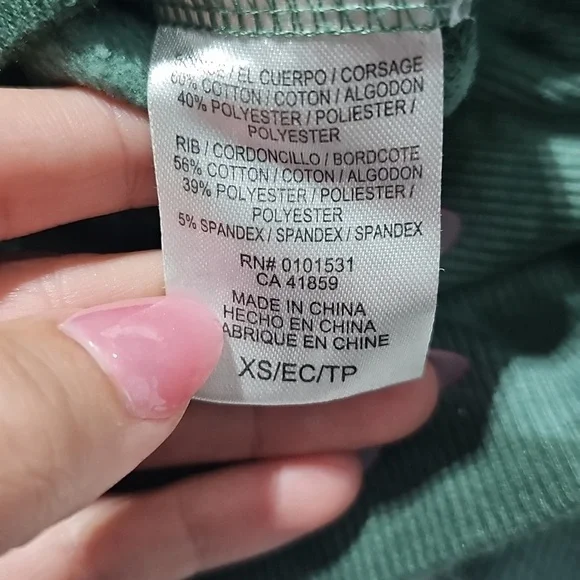 / EL CUERPO / CORSAGE
60% COTTON / COTON / ALGODON
40% POLYESTER / POLIESTER /
POLYESTER
RIB / CORDONCILLO / BORDCOTE
56% COTTON / COTON / ALGODON
39% POLYESTER / POLIESTER /
POLYESTER
5% SPANDEX / SPANDEX / SPANDEX
RN# 0101531
CA 41859
MADE IN CHINA
HECHO EN CHINA
ABRIQUE EN CHINE
XS/EC/TP